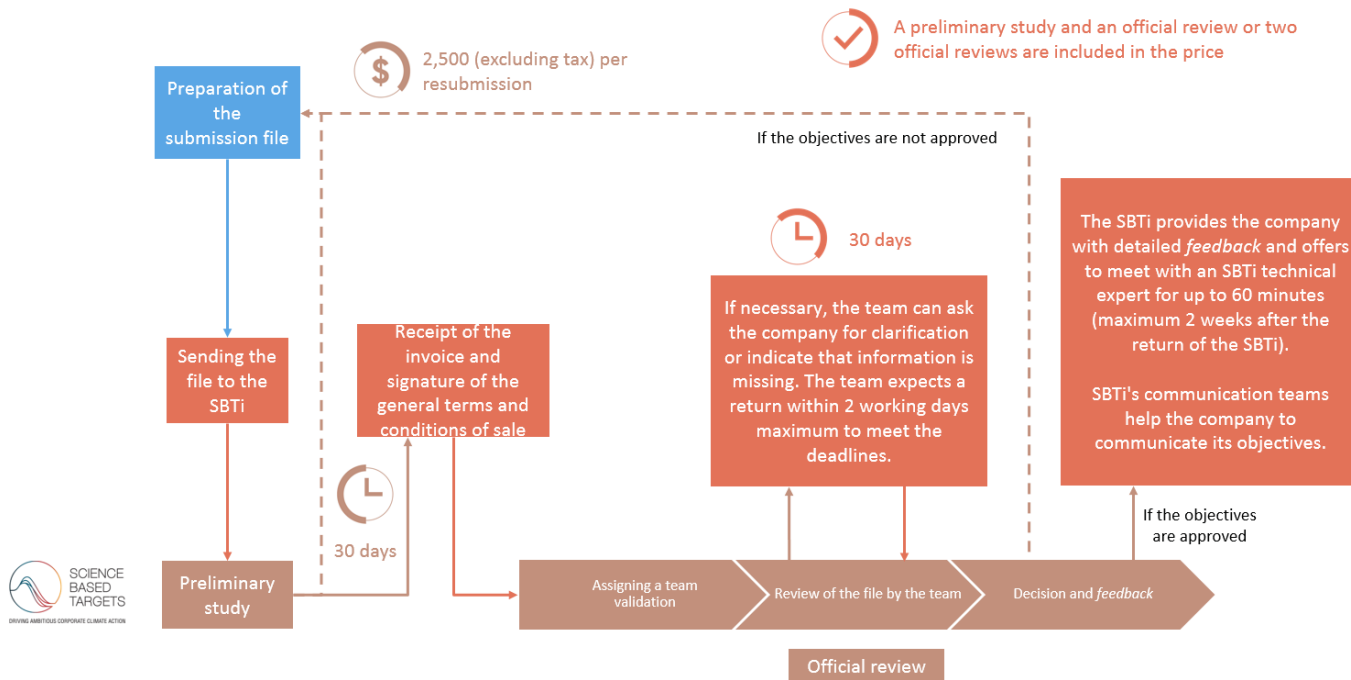 A preliminary study and an official review or two
official reviews are included in the price
$
2,500 (excluding tax) per
resubmission
Preparation of
the
submission file
If the objectives are not approved
30 days
The SBTi provides the company
with detailed feedback and offers
to meet with an SBTi technical
expert for up to 60 minutes
(maximum 2 weeks after the
return of the SBTi).
SBTi's communication teams
help the company to
communicate its objectives.
If necessary, the team can ask
the company for clarification
or indicate that information is
missing. The team expects a
return within 2 working days
maximum to meet the
deadlines.
Receipt of the
invoice and
signature of the
general terms and
conditions of sale
Sending the
file to the
SBTi
30 days
If the objectives
are approved
SCIENCE
BASED
TARGETS
DRIVING AMBITIOUS CORPORATE CLIMATE ACTION
Preliminary
study
Assigning a team
validation
Review of the file by the team
Decision and feedback
Official review